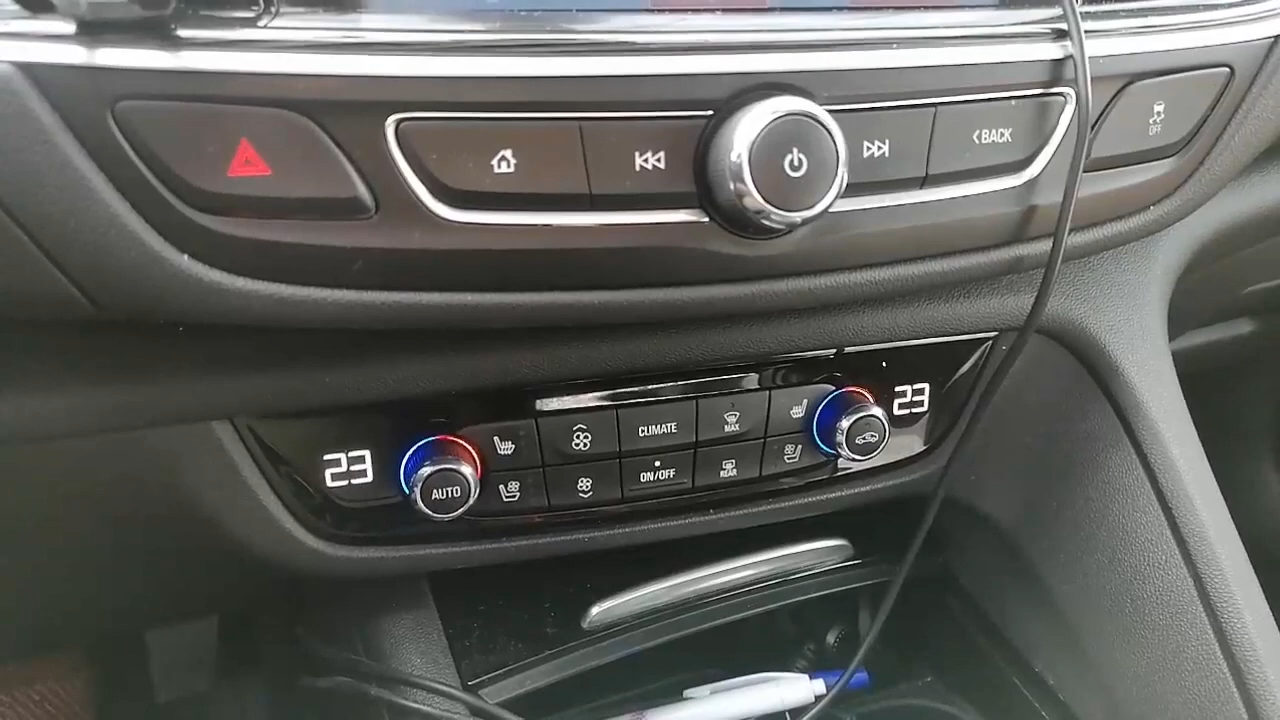 BACK
OFF
23
AUTO
CLIMATE
ON/OFF
MAX
REAR
23